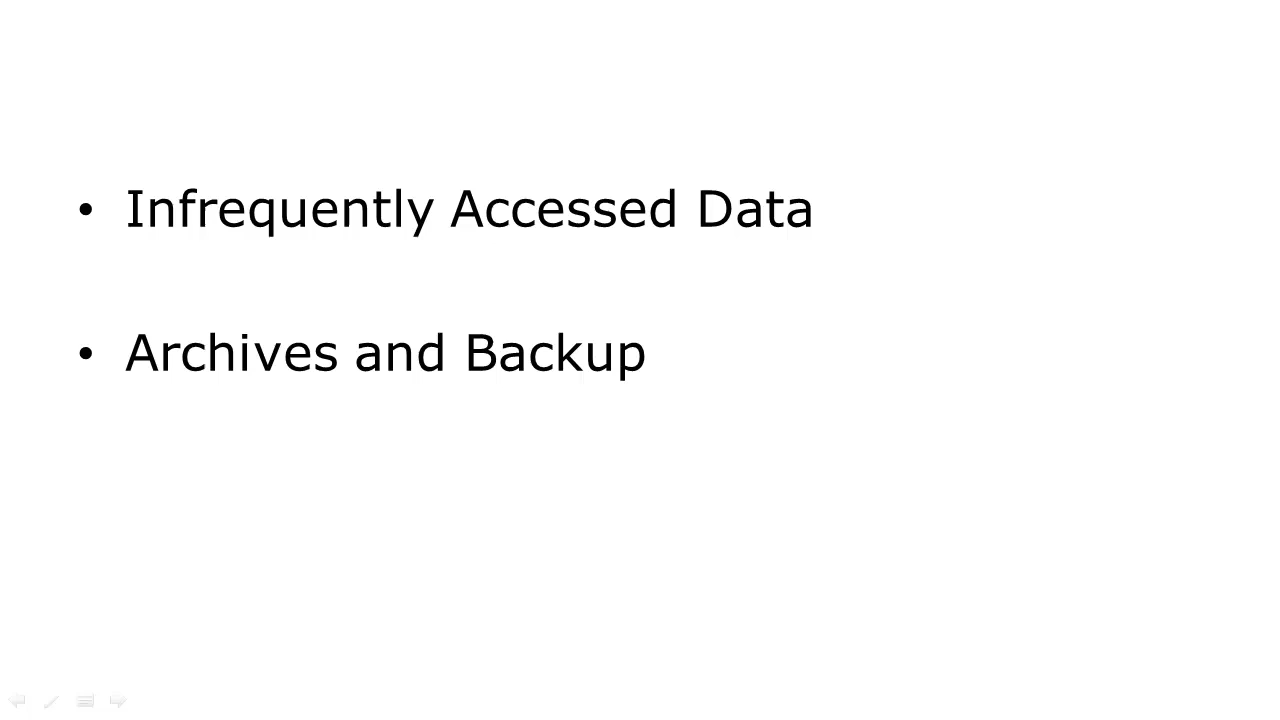 • Infrequently Accessed Data
• Archives and Backup